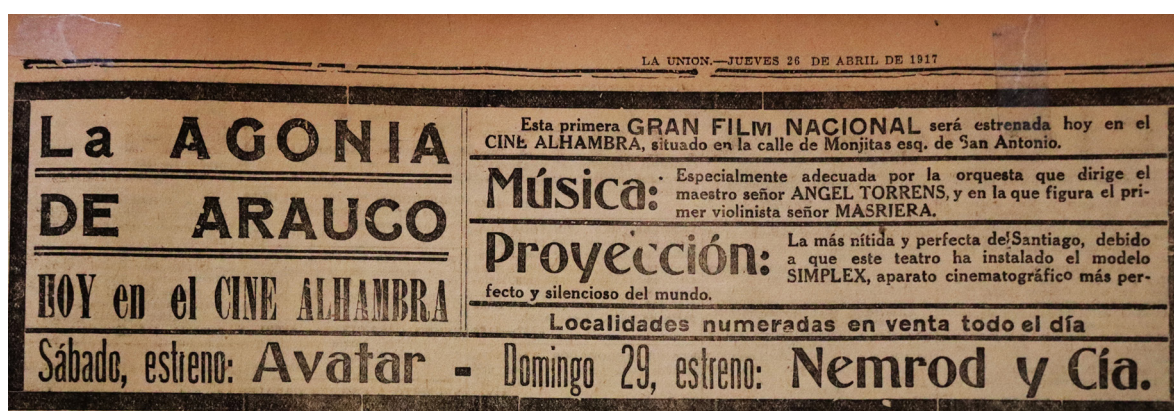 LA UNION.—JUEVES 26 DE ABRIL DE 1917
La AGONIA
DE ARAUCO
HOY en el CINE ALHAMBRA
Esta primera GRAN FILM NACIONAL será estrenada hoy en el
CINE ALHAMBRA, situado en la calle de Monjitas esq. de San Antonio.
Música: Especialmente adecuada por la orquesta que dirige el
maestro señor ANGEL TORRENS, y en la que figura el pri-
mer violinista señor MASRIERA.
Proyección: La más nítida y perfecta de Santiago, debido
a que este teatro ha instalado el modelo
SIMPLEX, aparato cinematográfico más per-
fecto y silencioso del mundo.
Localidades numeradas en venta todo el día
Sábado, estreno: Avatar - Domingo 29, estreno: Nemrod y Cía.